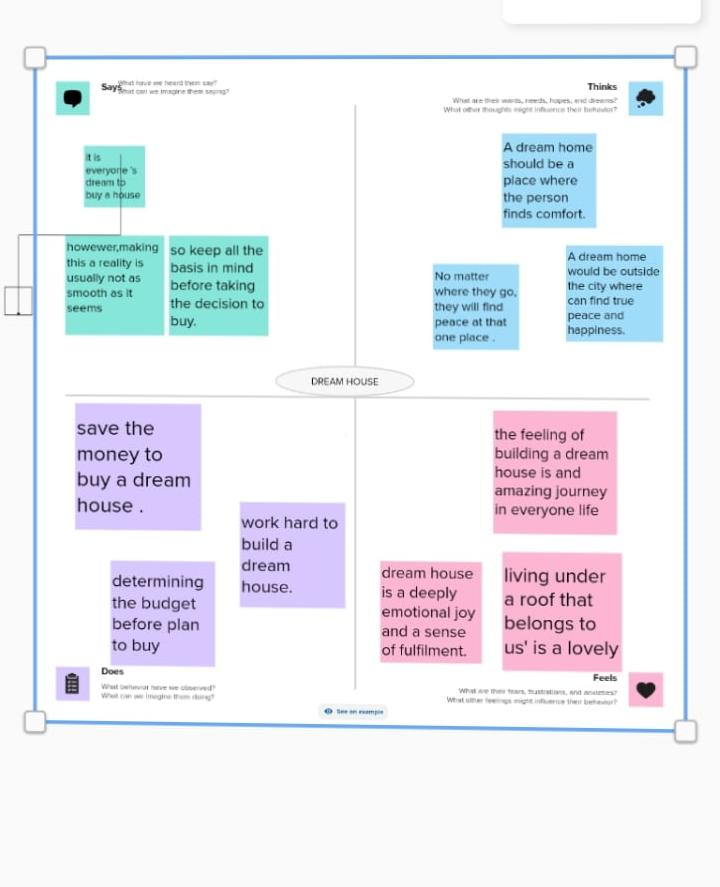 Says
What have we heard them say?
What can we imagine them saying?
Thinks
What are their wants, needs, hopes, and dreams?
What other thoughts might influence their behavior?
it is
everyone 's
dream to
buy a house
howewer,making
this a reality is
usually not as
smooth as it
seems
so keep all the
basis in mind
before taking
the decision to
buy.
A dream home
should be a
place where
the person
finds comfort.
No matter
where they go,
they will find
peace at that
one place .
A dream home
would be outside
the city where
can find true
peace and
happiness.
DREAM HOUSE
save the
money to
buy a dream
house .
work hard to
build a
dream
house.
determining
the budget
before plan
to buy
the feeling of
building a dream
house is and
amazing journey
in everyone life
dream house
is a deeply
emotional joy
and a sense
of fulfilment.
living under
a roof that
belongs to
us' is a lovely
Does
What behavior have we observed?
What can we imagine them doing?
Feels
What are their fears, frustrations, and anxieties?
What other feelings might influence their behavior?
See an example